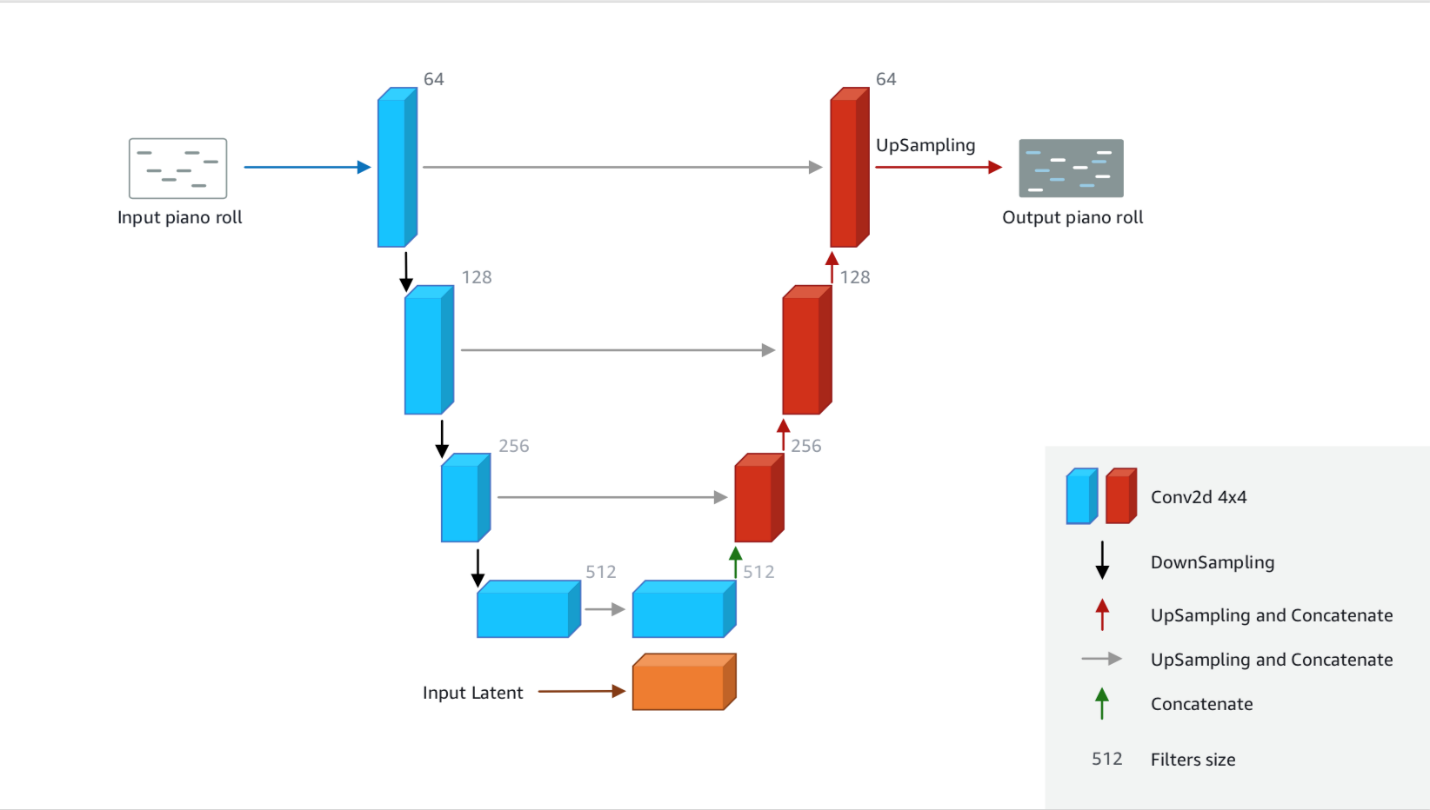 64
64
UpSampling
Input piano roll
Output piano roll
128
128
256
256
512
512
Input Latent
Conv2d 4x4
DownSampling
UpSampling and Concatenate
UpSampling and Concatenate
Concatenate
512 Filters size